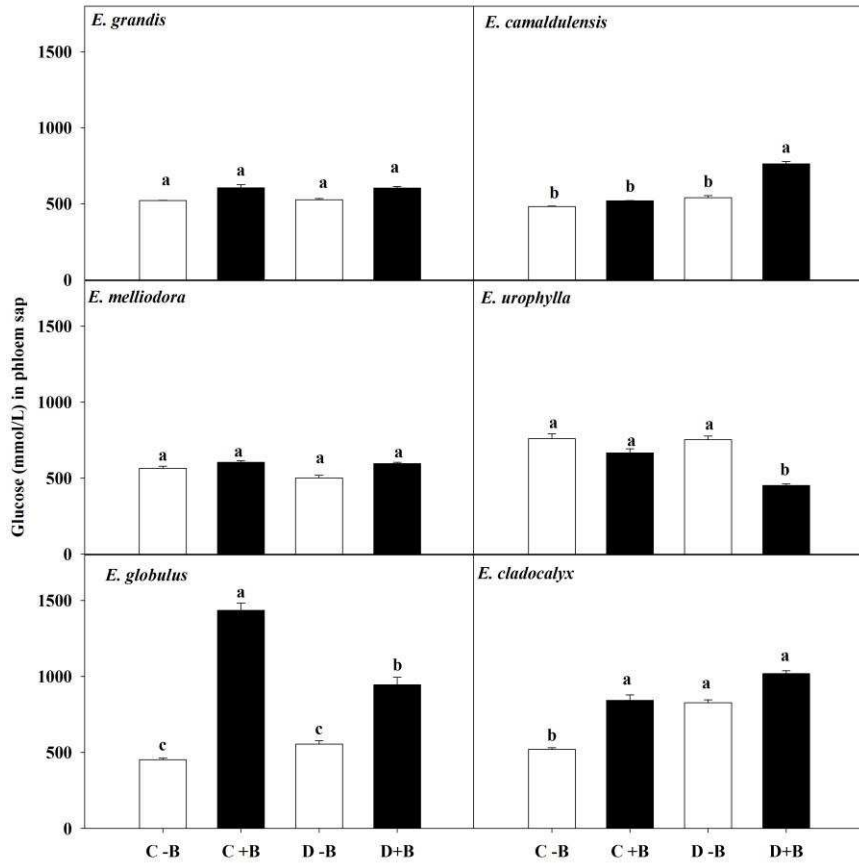 E. grandis
E. camaldulensis
1500
1000
500
0
a a a a
b b b a
E. melliodora
E. urophylla
1500
1000
500
0
a a a a
a a a b
Glucose (mmol/L) in phloem sap
E. globulus
E. cladocalyx
1500
1000
500
0
c a c b
b a a a
C -B C +B D -B D+B
C -B C +B D -B D+B